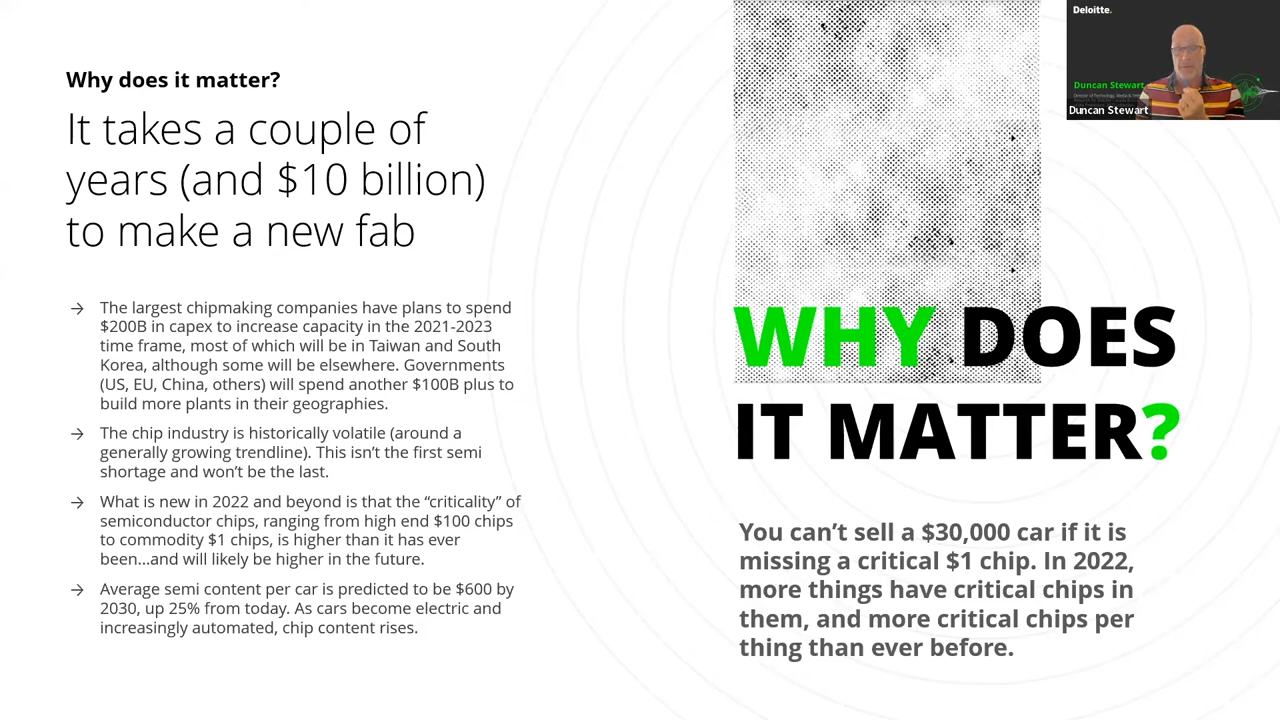 Why does it matter?
It takes a couple of
years (and $10 billion)
to make a new fab
→ The largest chipmaking companies have plans to spend
$200B in capex to increase capacity in the 2021-2023
time frame, most of which will be in Taiwan and South
Korea, although some will be elsewhere. Governments
(US, EU, China, others) will spend another $100B plus to
build more plants in their geographies.
→ The chip industry is historically volatile (around a
generally growing trendline). This isn’t the first semi
shortage and won’t be the last.
→ What is new in 2022 and beyond is that the “criticality” of
semiconductor chips, ranging from high end $100 chips
to commodity $1 chips, is higher than it has ever
been...and will likely be higher in the future.
→ Average semi content per car is predicted to be $600 by
2030, up 25% from today. As cars become electric and
increasingly automated, chip content rises.
WHY DOES
IT MATTER?
You can’t sell a $30,000 car if it is
missing a critical $1 chip. In 2022,
more things have critical chips in
them, and more critical chips per
thing than ever before.
Deloitte.
Duncan Stewart
Director of Technology, Media &
Duncan Stewart